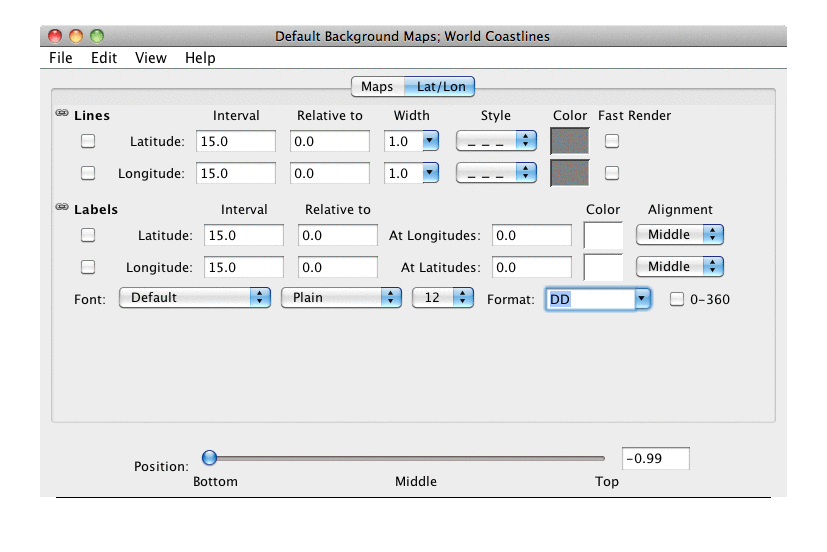 Default Background Maps; World Coastlines
File Edit View Help
Maps Lat/Lon
Lines Interval Relative to Width Style Color Fast Render
Latitude: 15.0 0.0 1.0 _ _ _
Longitude: 15.0 0.0 1.0 _ _ _
Labels Interval Relative to Color Alignment
Latitude: 15.0 0.0 At Longitudes: 0.0 Middle
Longitude: 15.0 0.0 At Latitudes: 0.0 Middle
Font: Default Plain 12 Format: DD 0-360
Position: -0.99
Bottom Middle Top